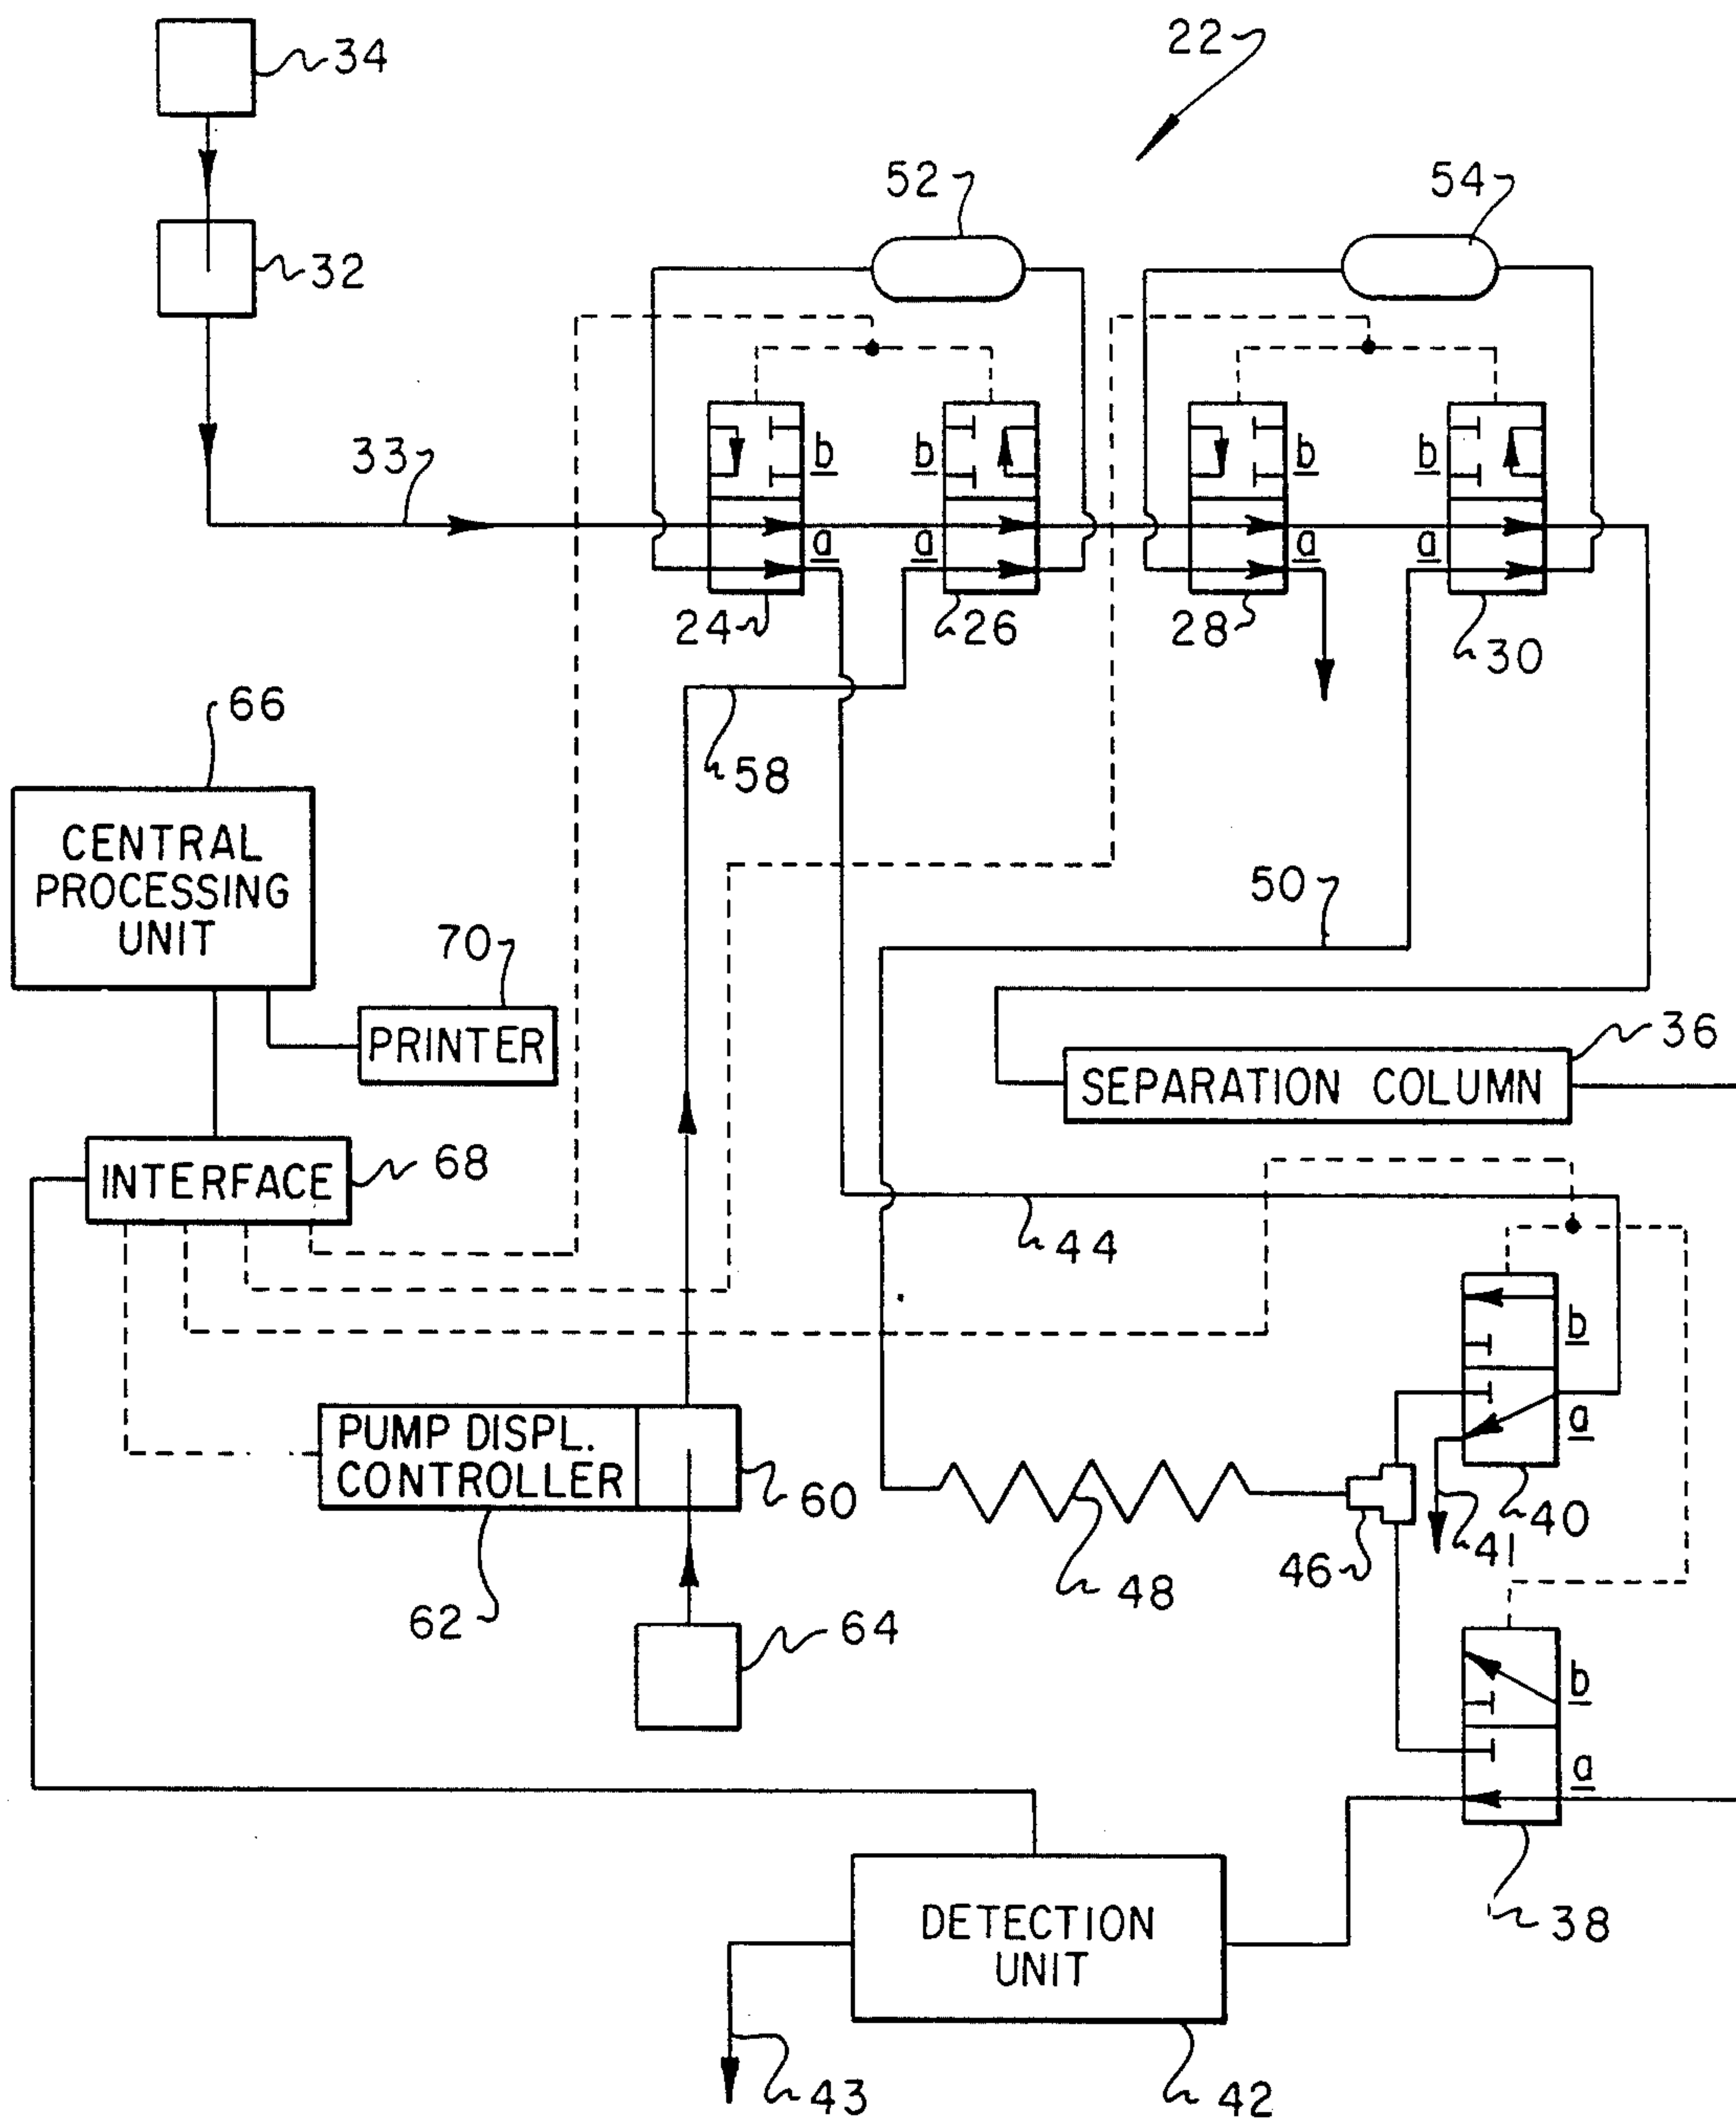 34
22
52
54
32
33
b
b
b
b
a
a
a
a
24
26
28
30
66
58
CENTRAL
PROCESSING
UNIT
50
70
PRINTER
36
SEPARATION COLUMN
INTERFACE
68
44
b
a
PUMP DISPL.
CONTROLLER
60
40
41
46
48
62
64
b
a
DETECTION
UNIT
38
43
42